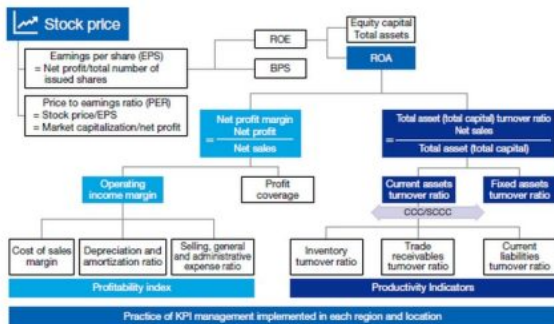 Stock price
Earnings per share (EPS)
= Net profit/total number of
issued shares
Price to earnings ratio (PER)
= Stock price/EPS
= Market capitalization/net profit
ROE
BPS
Equity capital
Total assets
ROA
Net profit margin
= Net profit
Net sales
Total asset (total capital) turnover ratio
= Net sales
Total asset (total capital)
Operating
income margin
Profit
coverage
Current assets
turnover ratio
Fixed assets
turnover ratio
CCC/SCCC
Cost of sales
margin
Depreciation and
amortization ratio
Selling, general
and administrative
expense ratio
Inventory
turnover ratio
Trade
receivables
turnover ratio
Current
liabilities
turnover ratio
Profitability index
Productivity Indicators
Practice of KPI management implemented in each region and location